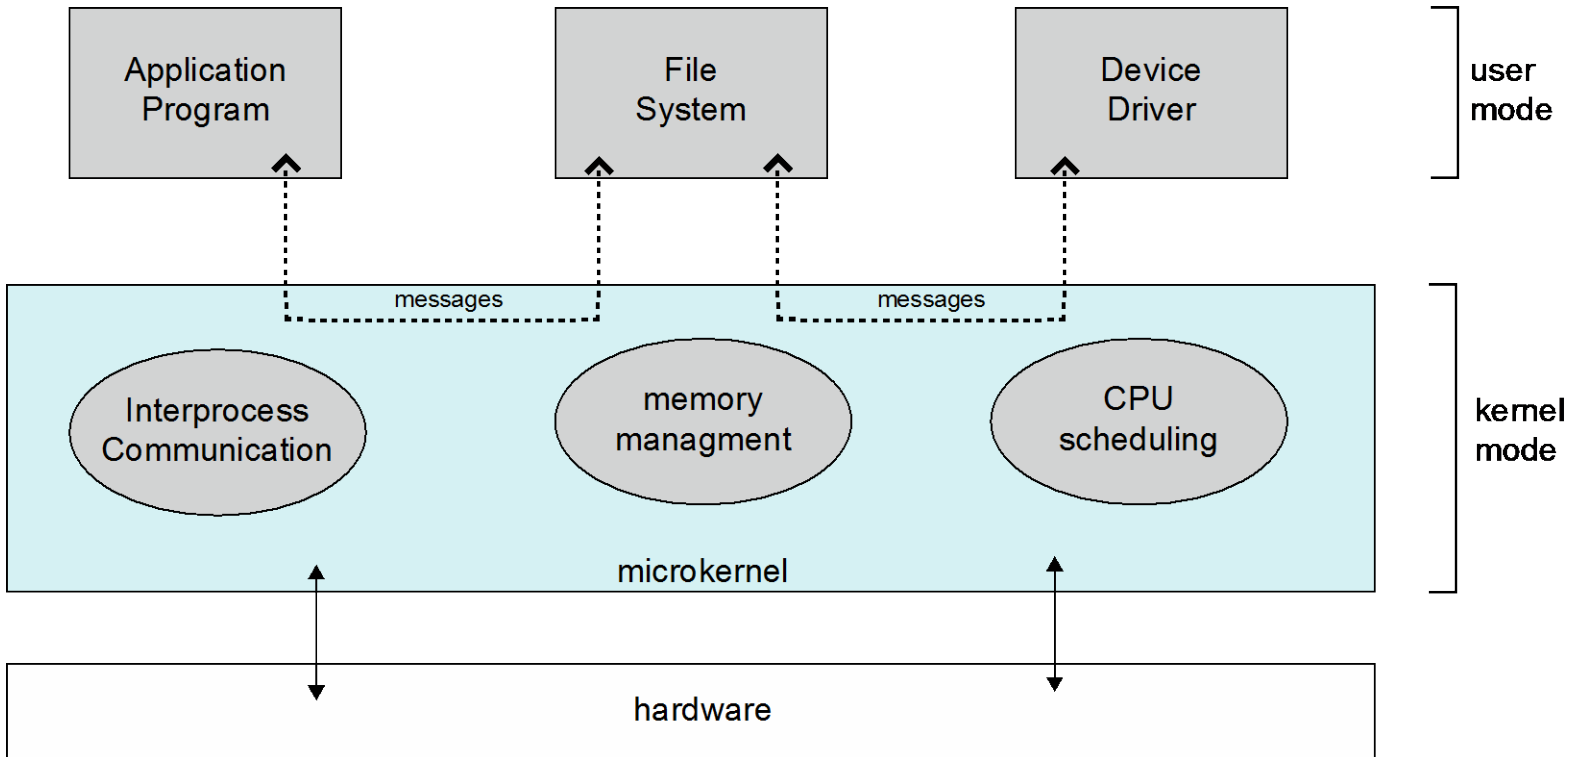 Application
Program
File
System
Device
Driver
user
mode
messages
messages
Interprocess
Communication
memory
managment
CPU
scheduling
kernel
mode
microkernel
hardware